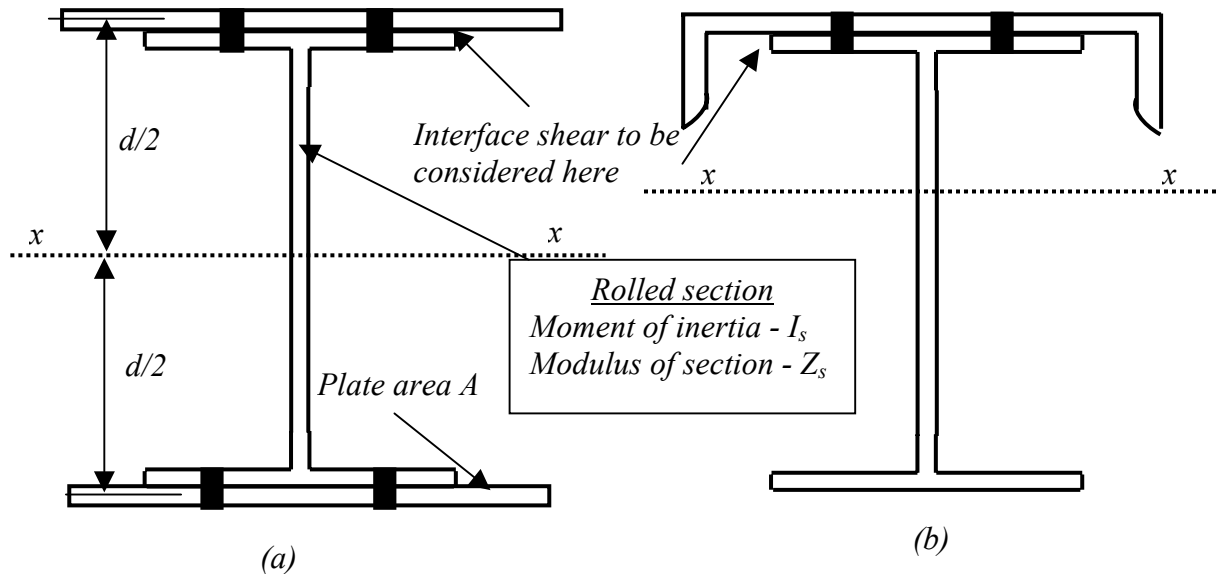 d/2
Interface shear to be
considered here
x
x
x
x
d/2
Rolled section
Moment of inertia - Iₛ
Modulus of section - Zₛ
Plate area A
(a)
(b)